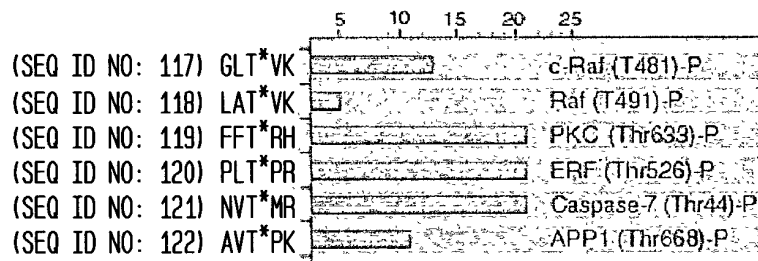 5 10 15 20 25
(SEQ ID NO: 117) GLT*VK c-Raf (T481)-P
(SEQ ID NO: 118) LAT*VK Raf (T491)-P
(SEQ ID NO: 119) FFT*RH PKC (Thr633)-P
(SEQ ID NO: 120) PLT*PR ERF (Thr526)-P
(SEQ ID NO: 121) NVT*MR Caspase-7 (Thr44)-P
(SEQ ID NO: 122) AVT*PK APP1 (Thr668)-P